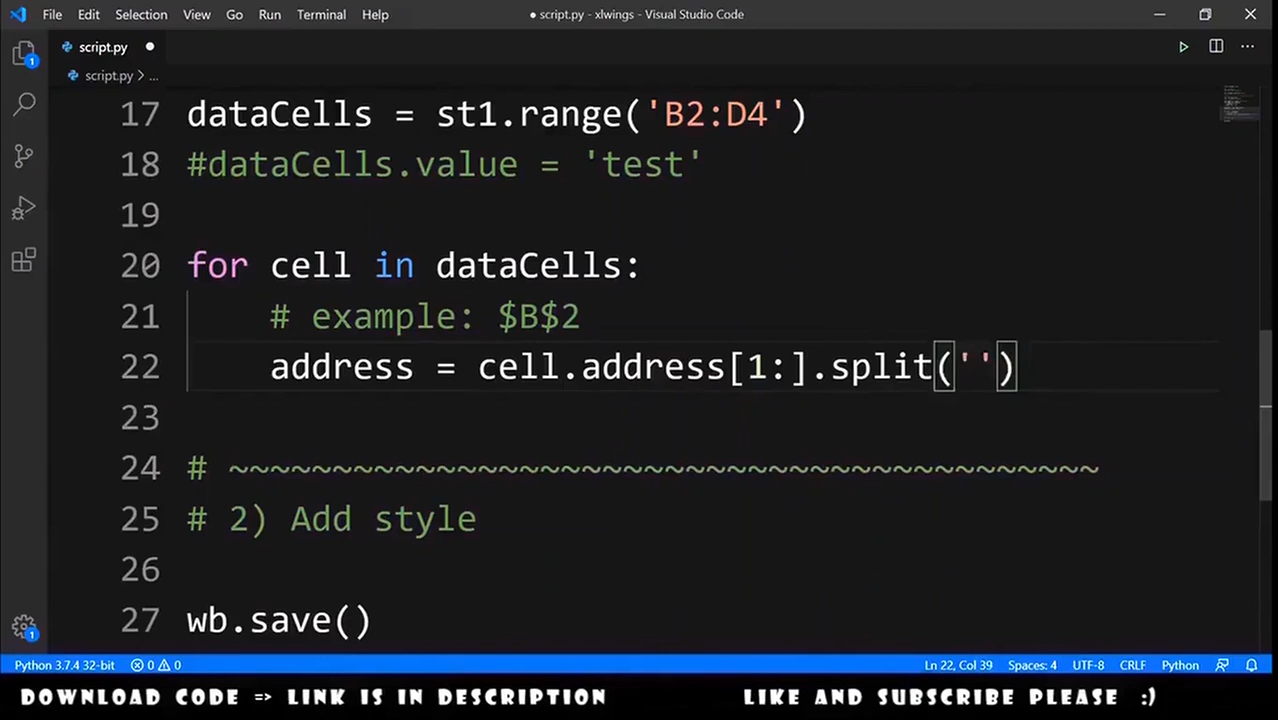 File Edit Selection View Go Run Terminal Help ● script.py - xlwings - Visual Studio Code
script.py ●
script.py > ...
17 dataCells = st1.range('B2:D4')
18 #dataCells.value = 'test'
19
20 for cell in dataCells:
21 # example: $B$2
22 address = cell.address[1:].split('')
23
24 # ~~~~~~~~~~~~~~~~~~~~~~~~~~~~~~~~~~~~~~~~~~
25 # 2) Add style
26
27 wb.save()
1
1
Python 3.7.4 32-bit 0 0 Ln 22, Col 39 Spaces: 4 UTF-8 CRLF Python
DOWNLOAD CODE => LINK IS IN DESCRIPTION LIKE AND SUBSCRIBE PLEASE :)